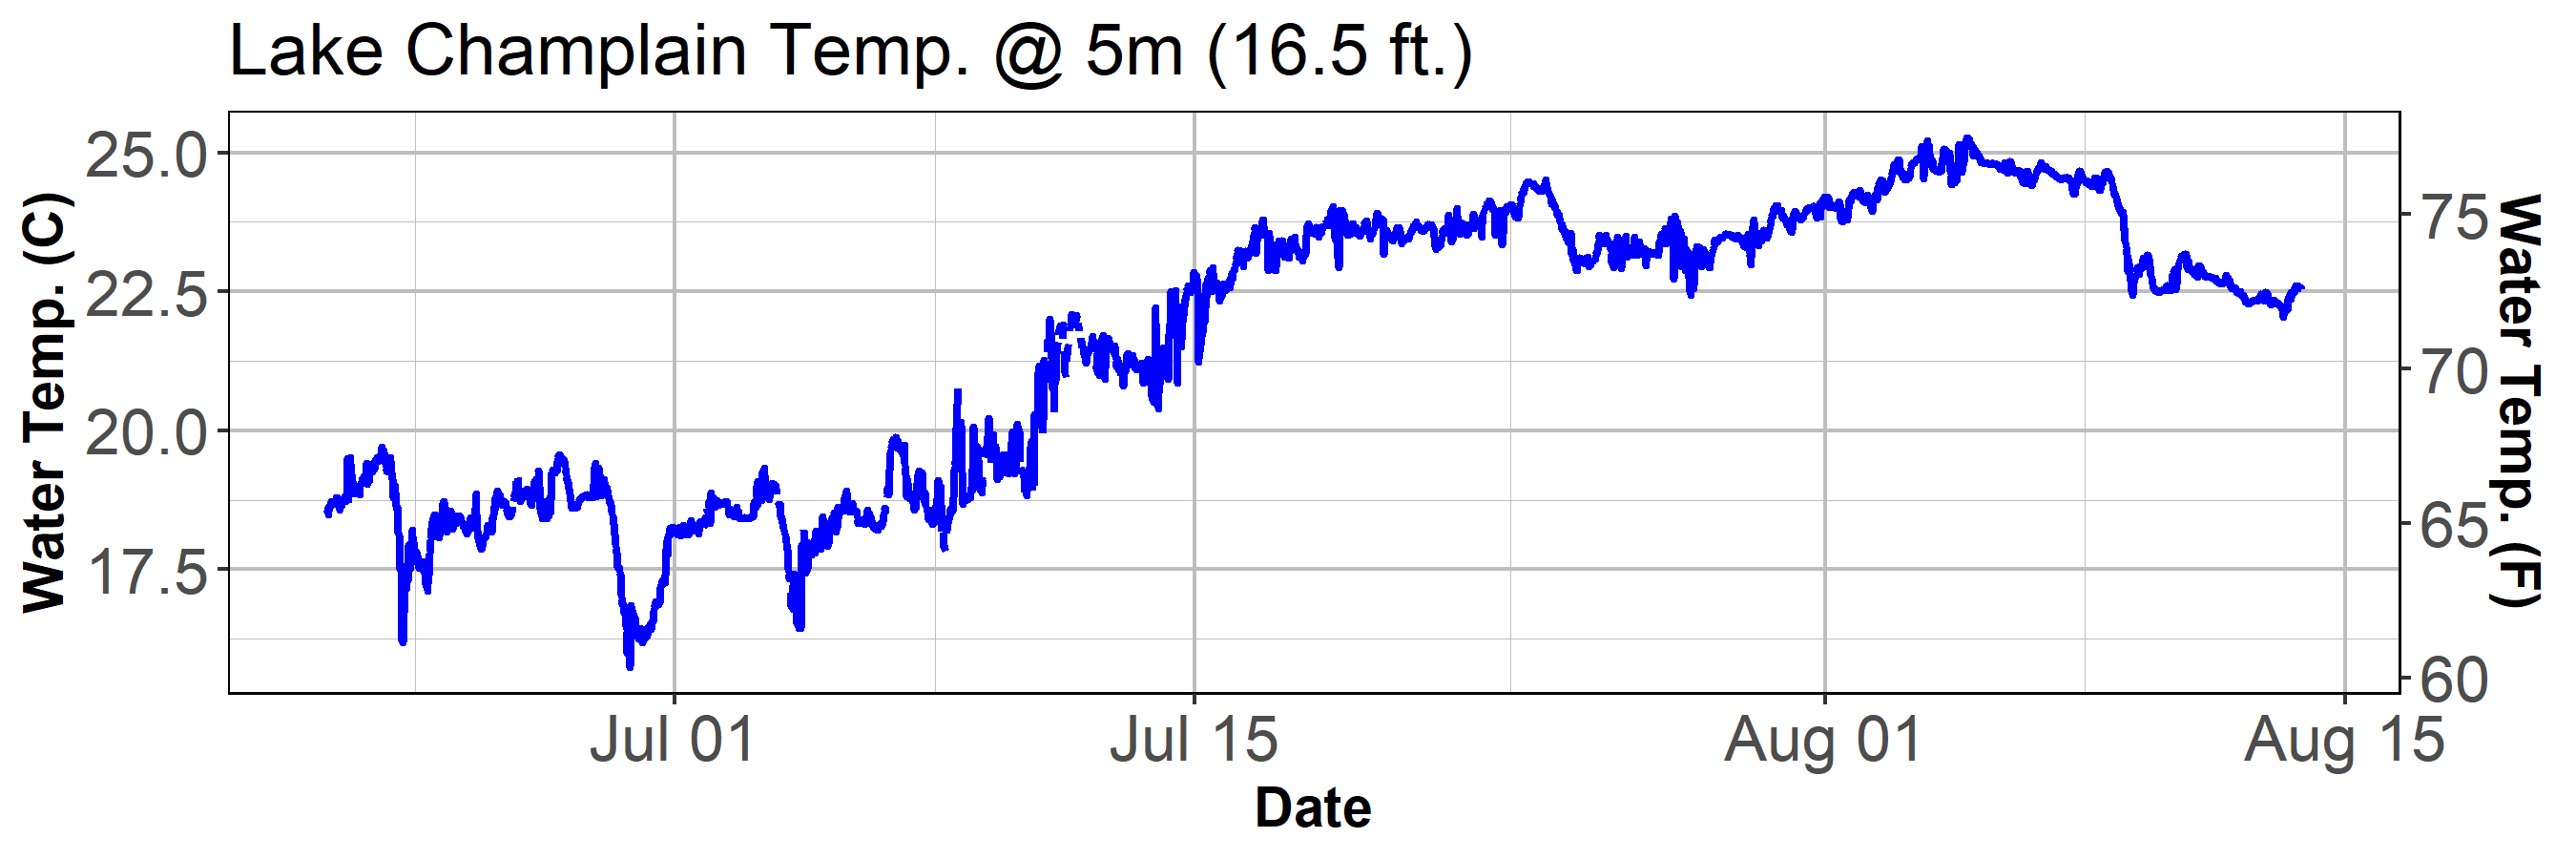 Lake Champlain Temp. @ 5m (16.5 ft.)
Water Temp. (C)
25.0
22.5
20.0
17.5
75
70
65
60
Water Temp. (F)
Jul 01
Jul 15
Aug 01
Aug 15
Date